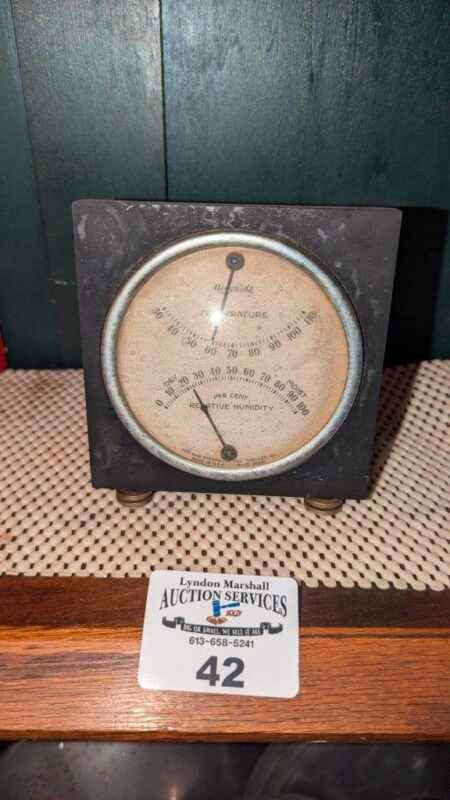 TEMPERATURE
30 40 50 60 70 80 90 100 110
DRY
MOIST
0 10 20 30 40 50 60 70 80 90 100
PER CENT
RELATIVE HUMIDITY
Lyndon Marshall
AUCTION SERVICES
SOLD!
BIG OR SMALL, WE SELL IT ALL
613-658-5241
42